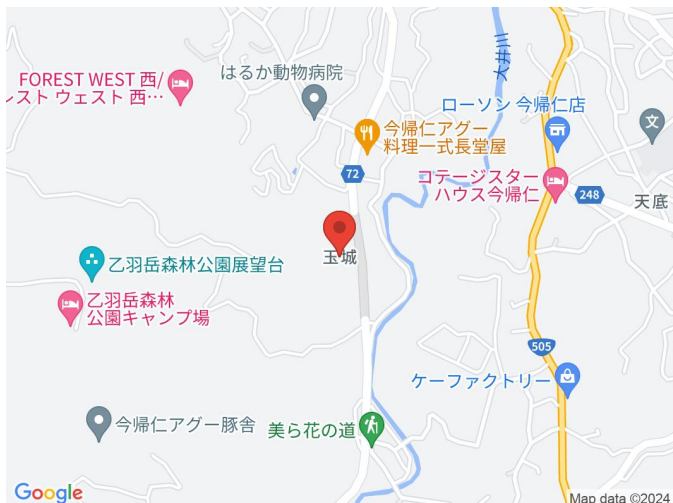 FOREST WEST 西/
レスト ウェスト 西…
はるか動物病院
大井川
ローソン 今帰仁店
今帰仁アグー
料理一式長堂屋
文
72
コテージスター
ハウス今帰仁
248
天底
玉城
乙羽岳森林公園展望台
乙羽岳森林
公園キャンプ場
505
ケーファクトリー
今帰仁アグー豚舎
美ら花の道
Google
Map data ©2024